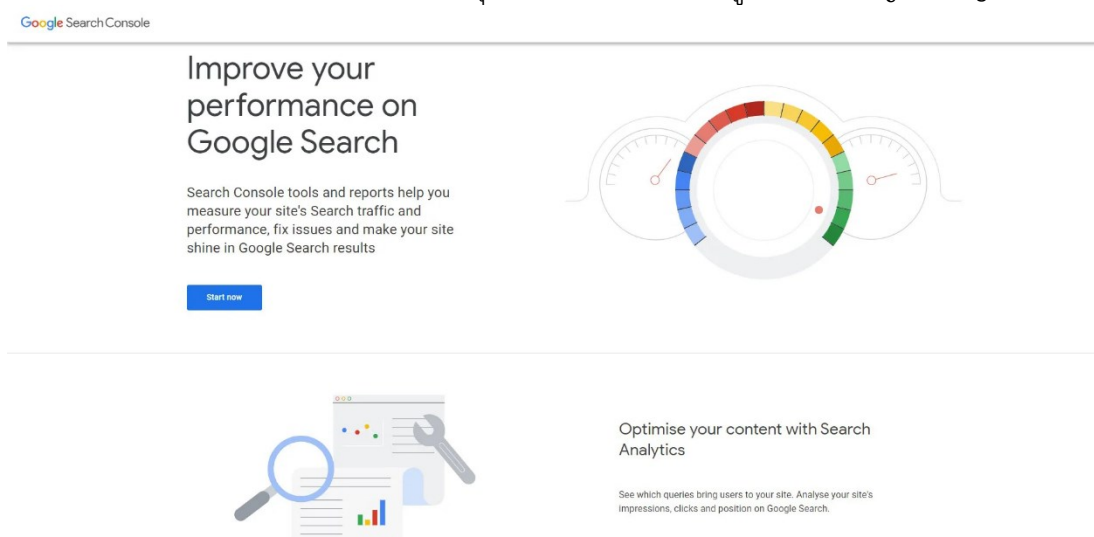 Google Search Console
Improve your
performance on
Google Search
Search Console tools and reports help you
measure your site's Search traffic and
performance, fix issues and make your site
shine in Google Search results
Start now
Optimise your content with Search
Analytics
See which queries bring users to your site. Analyse your site's
impressions, clicks and position on Google Search.